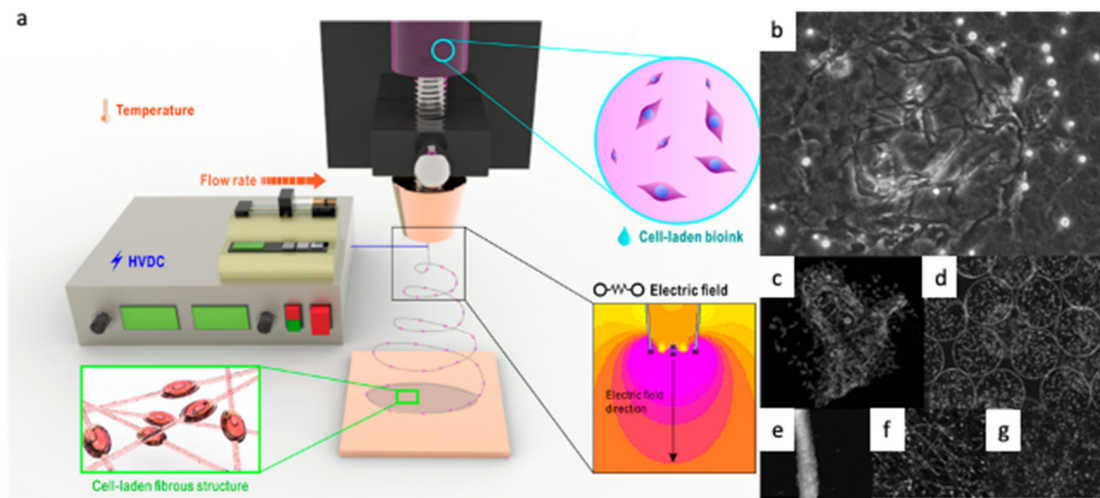 a
Temperature
Flow rate
HVDC
Cell-laden bioink
Electric field
Electric field
direction
Cell-laden fibrous structure
b
c
d
e
f
g